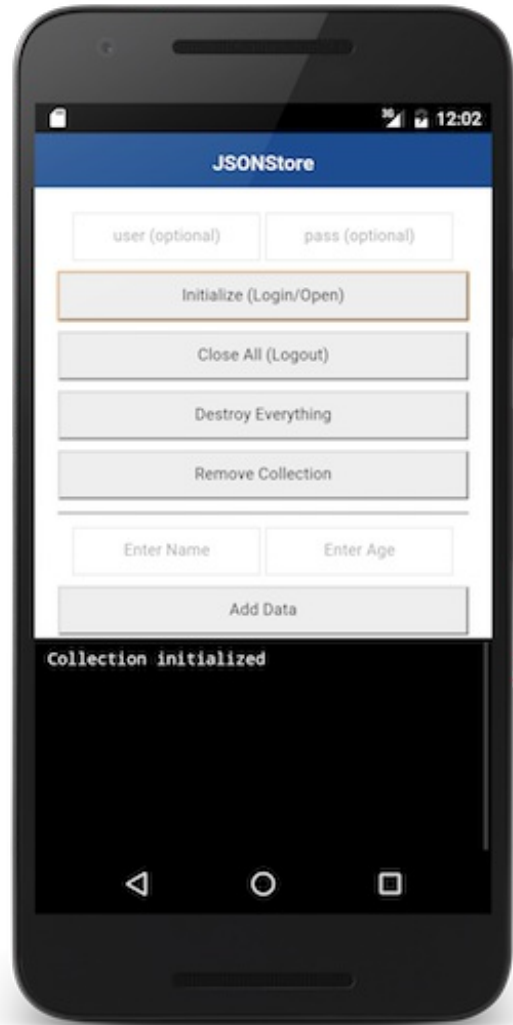 3G 12:02
JSONStore
user (optional) pass (optional)
Initialize (Login/Open)
Close All (Logout)
Destroy Everything
Remove Collection
Enter Name Enter Age
Add Data
Collection initialized